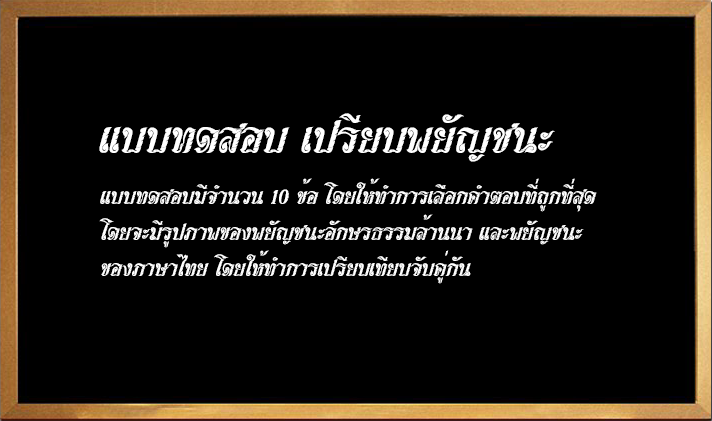 แบบทดสอบ เปรียบพยัญชนะ
แบบทดสอบมีจำนวน 10 ข้อ โดยให้ทำการเลือกคำตอบที่ถูกที่สุด
โดยจะมีรูปภาพของพยัญชนะอักษรธรรมล้านนา และพยัญชนะ
ของภาษาไทย โดยให้ทำการเปรียบเทียบจับคู่กัน